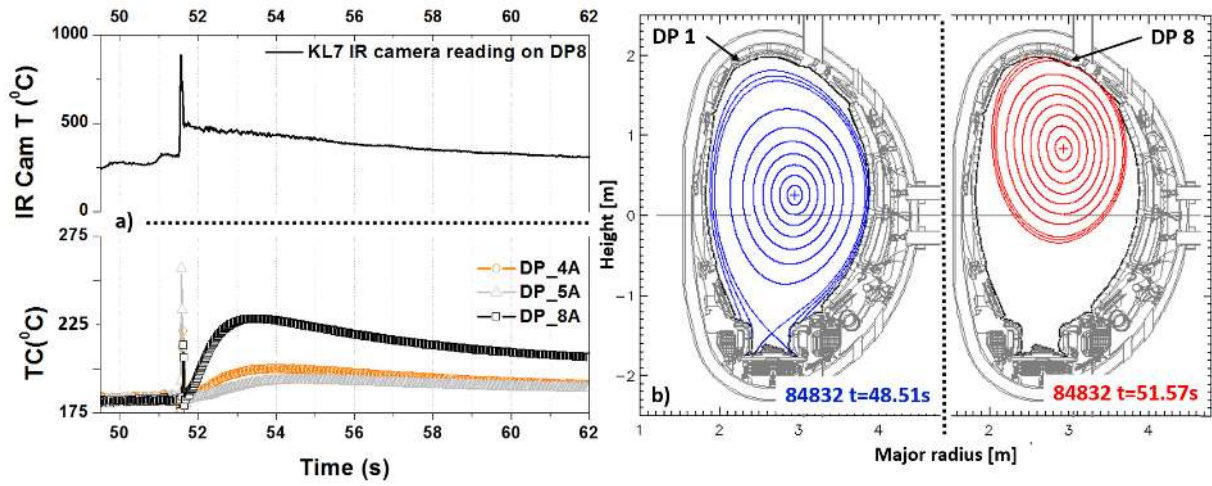 50 52 54 56 58 60 62
1000
500
0
IR Cam T (⁰C)
KL7 IR camera reading on DP8
a)
275
225
175
TC(⁰C)
DP_4A
DP_5A
DP_8A
50 52 54 56 58 60 62
Time (s)
DP 1
DP 8
2
1
0
-1
-2
Height [m]
b)
84832 t=48.51s
84832 t=51.57s
1 2 3 4
2 3 4
Major radius [m]